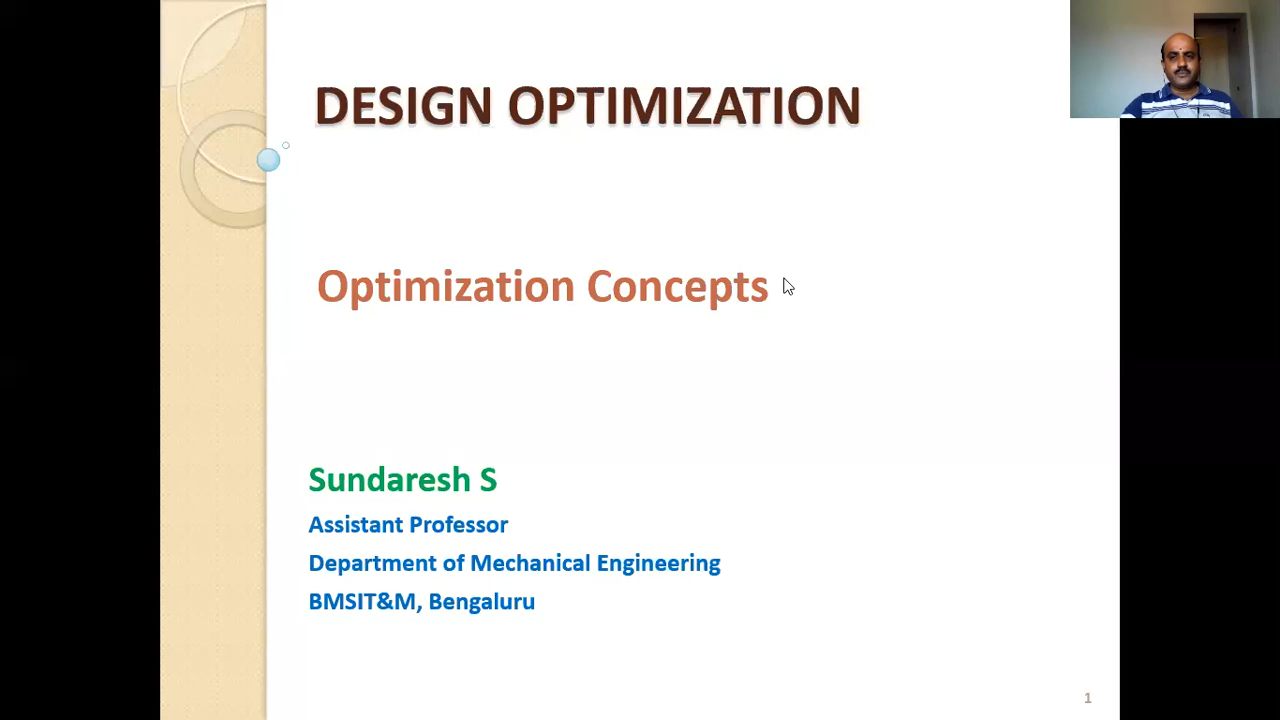 DESIGN OPTIMIZATION
Optimization Concepts
Sundaresh S
Assistant Professor
Department of Mechanical Engineering
BMSIT&M, Bengaluru
1